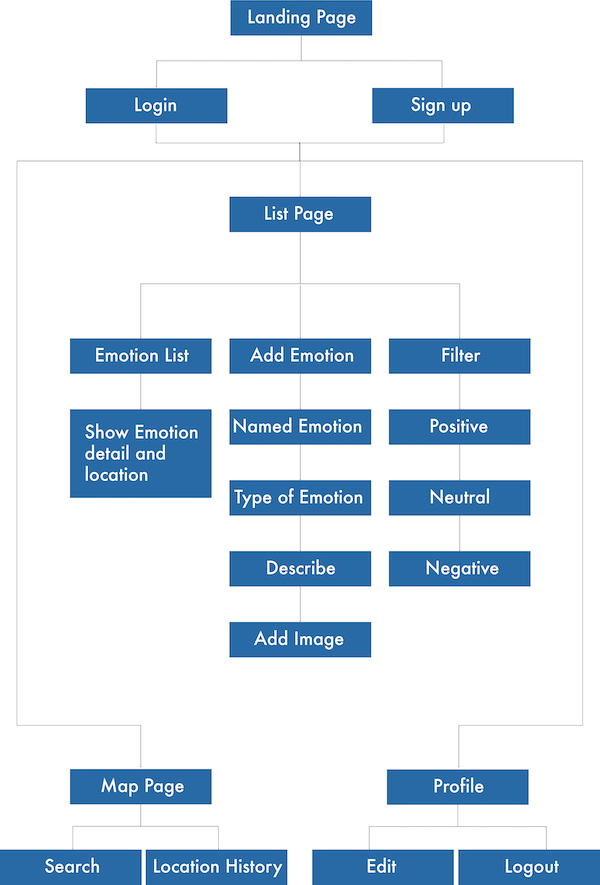 Landing Page
Login
Sign up
List Page
Emotion List
Add Emotion
Filter
Show Emotion
detail and
location
Named Emotion
Positive
Type of Emotion
Neutral
Describe
Negative
Add Image
Map Page
Profile
Search
Location History
Edit
Logout